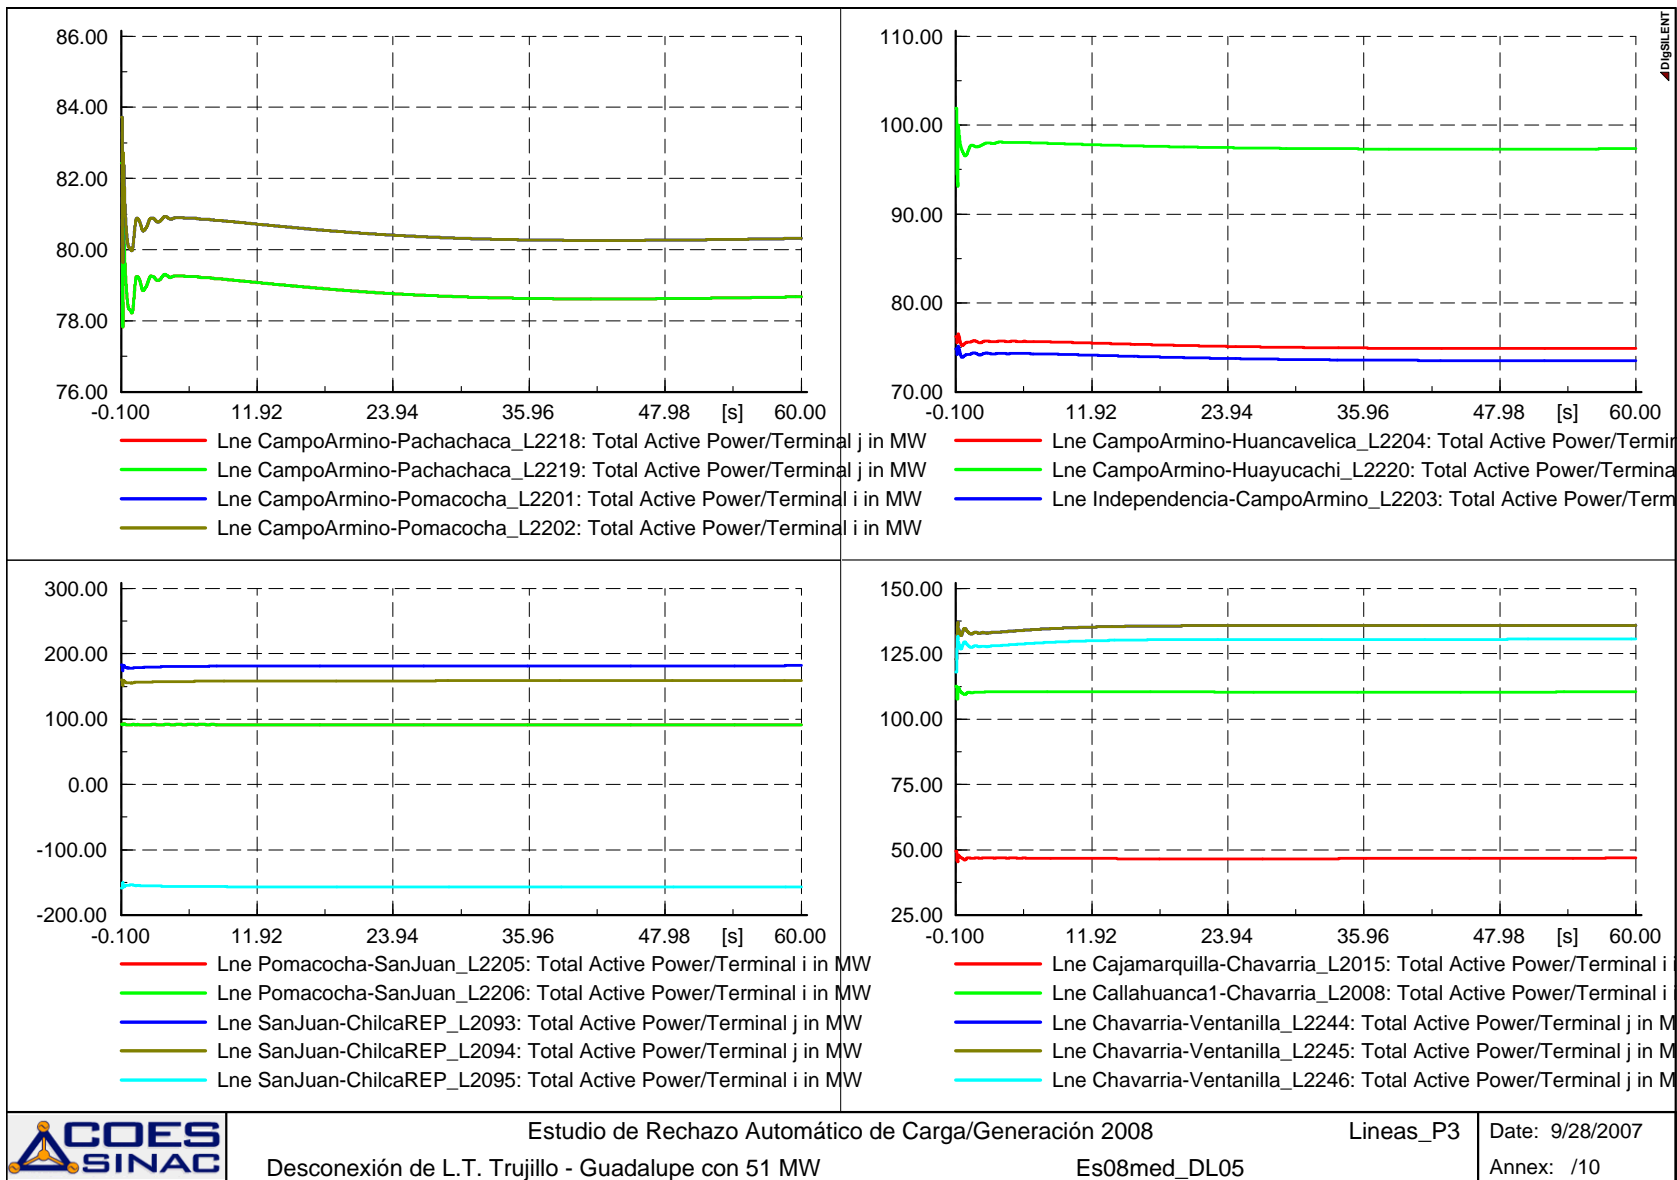 86.00
84.00
82.00
80.00
78.00
76.00
-0.100 11.92 23.94 35.96 47.98 [s] 60.00
Lne CampoArmino-Pachachaca_L2218: Total Active Power/Terminal j in MW
Lne CampoArmino-Pachachaca_L2219: Total Active Power/Terminal j in MW
Lne CampoArmino-Pomacocha_L2201: Total Active Power/Terminal i in MW
Lne CampoArmino-Pomacocha_L2202: Total Active Power/Terminal i in MW
110.00
100.00
90.00
80.00
70.00
-0.100 11.92 23.94 35.96 47.98 [s] 60.00
Lne CampoArmino-Huancavelica_L2204: Total Active Power/Termin
Lne CampoArmino-Huayucachi_L2220: Total Active Power/Termina
Lne Independencia-CampoArmino_L2203: Total Active Power/Term
DIgSILENT
300.00
200.00
100.00
0.00
-100.00
-200.00
-0.100 11.92 23.94 35.96 47.98 [s] 60.00
Lne Pomacocha-SanJuan_L2205: Total Active Power/Terminal i in MW
Lne Pomacocha-SanJuan_L2206: Total Active Power/Terminal i in MW
Lne SanJuan-ChilcaREP_L2093: Total Active Power/Terminal j in MW
Lne SanJuan-ChilcaREP_L2094: Total Active Power/Terminal j in MW
Lne SanJuan-ChilcaREP_L2095: Total Active Power/Terminal i in MW
150.00
125.00
100.00
75.00
50.00
25.00
-0.100 11.92 23.94 35.96 47.98 [s] 60.00
Lne Cajamarquilla-Chavarria_L2015: Total Active Power/Terminal i i
Lne Callahuanca1-Chavarria_L2008: Total Active Power/Terminal i i
Lne Chavarria-Ventanilla_L2244: Total Active Power/Terminal j in M
Lne Chavarria-Ventanilla_L2245: Total Active Power/Terminal j in M
Lne Chavarria-Ventanilla_L2246: Total Active Power/Terminal j in M
COES
SINAC
Estudio de Rechazo Automático de Carga/Generación 2008 Lineas_P3
Desconexión de L.T. Trujillo - Guadalupe con 51 MW Es08med_DL05
Date: 9/28/2007
Annex: /10